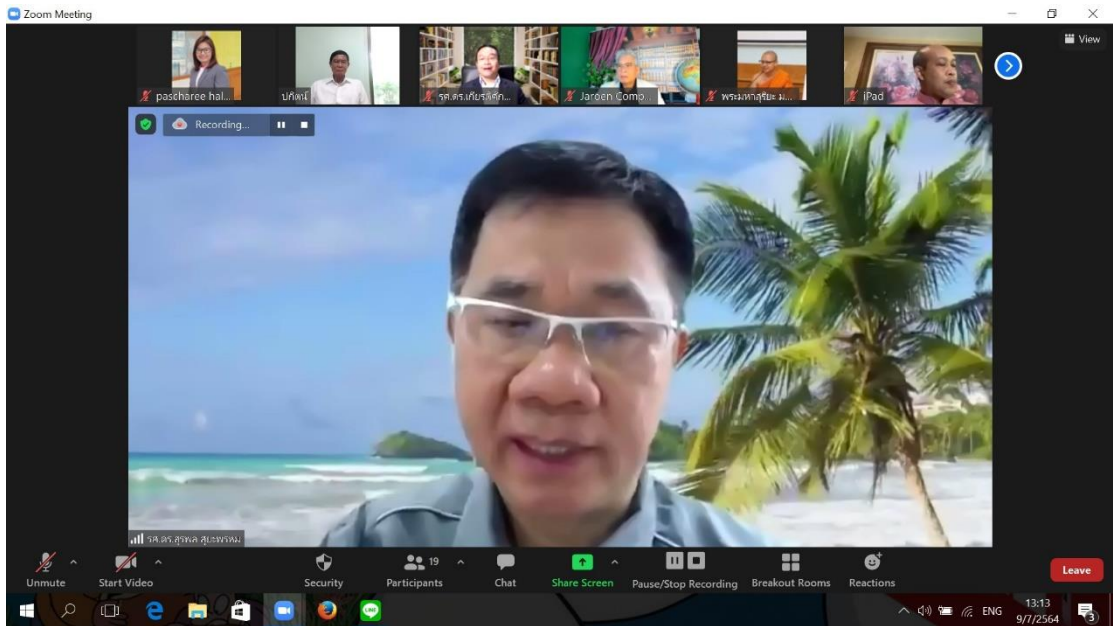 Zoom Meeting
View
pascharee hal...
ปกิตน์
รศ.ดร.เกียรติศัก...
Jaroen Comp...
พระมหาสุริยะ ม...
iPad
Recording...
รศ.ดร.สุรพล สุยะพรหม
19
Unmute
Start Video
Security
Participants
Chat
Share Screen
Pause/Stop Recording
Breakout Rooms
Reactions
Leave
LINE
ENG
13:13
9/7/2564
3